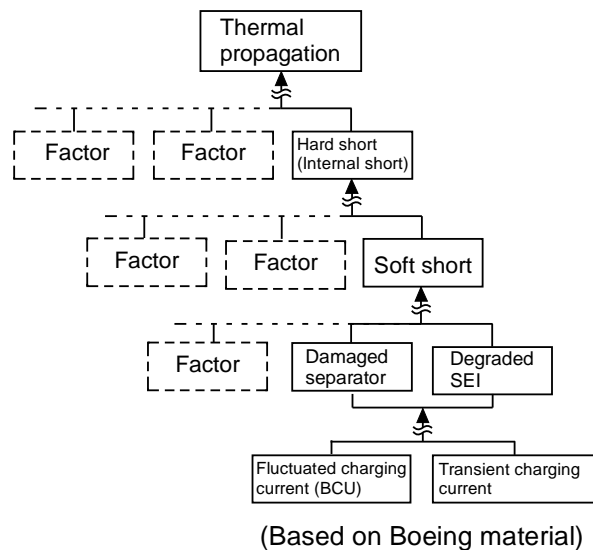 Thermal
propagation
Factor
Factor
Hard short
(Internal short)
Factor
Factor
Soft short
Factor
Damaged
separator
Degraded
SEI
Fluctuated charging
current (BCU)
Transient charging
current
(Based on Boeing material)